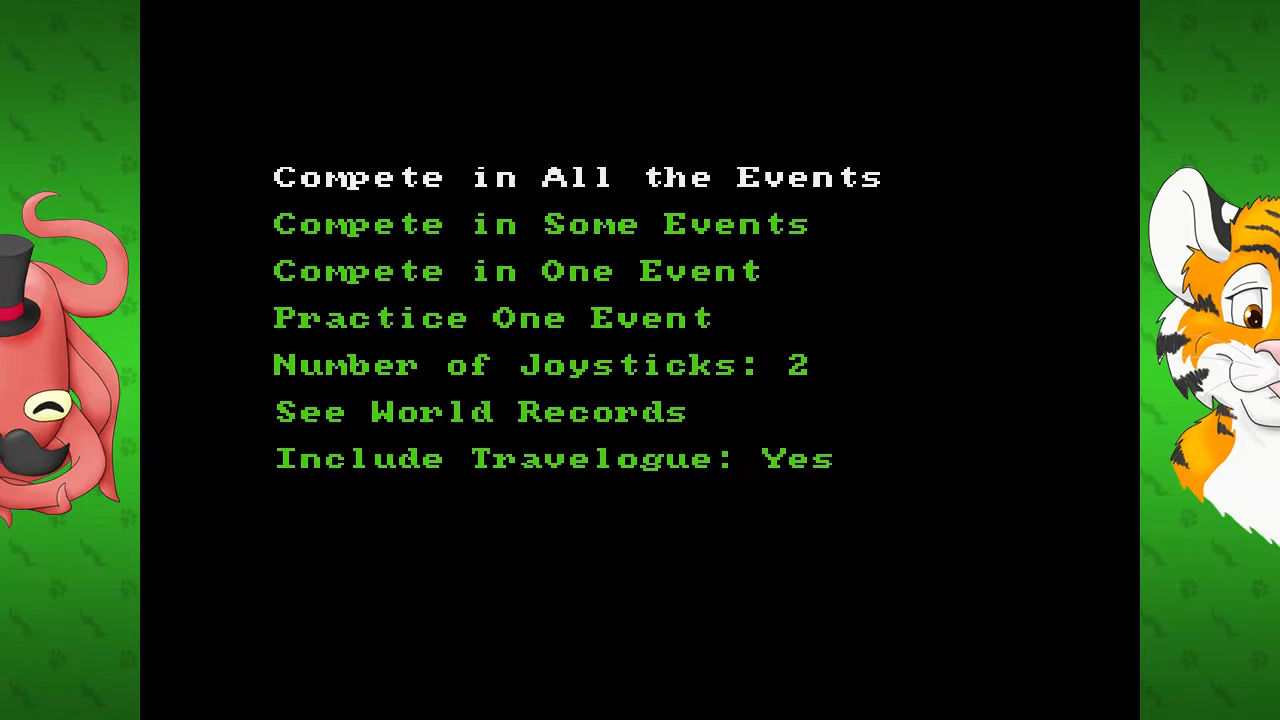 Compete in All the Events
Compete in Some Events
Compete in One Event
Practice One Event
Number of Joysticks: 2
See World Records
Include Travelogue: Yes